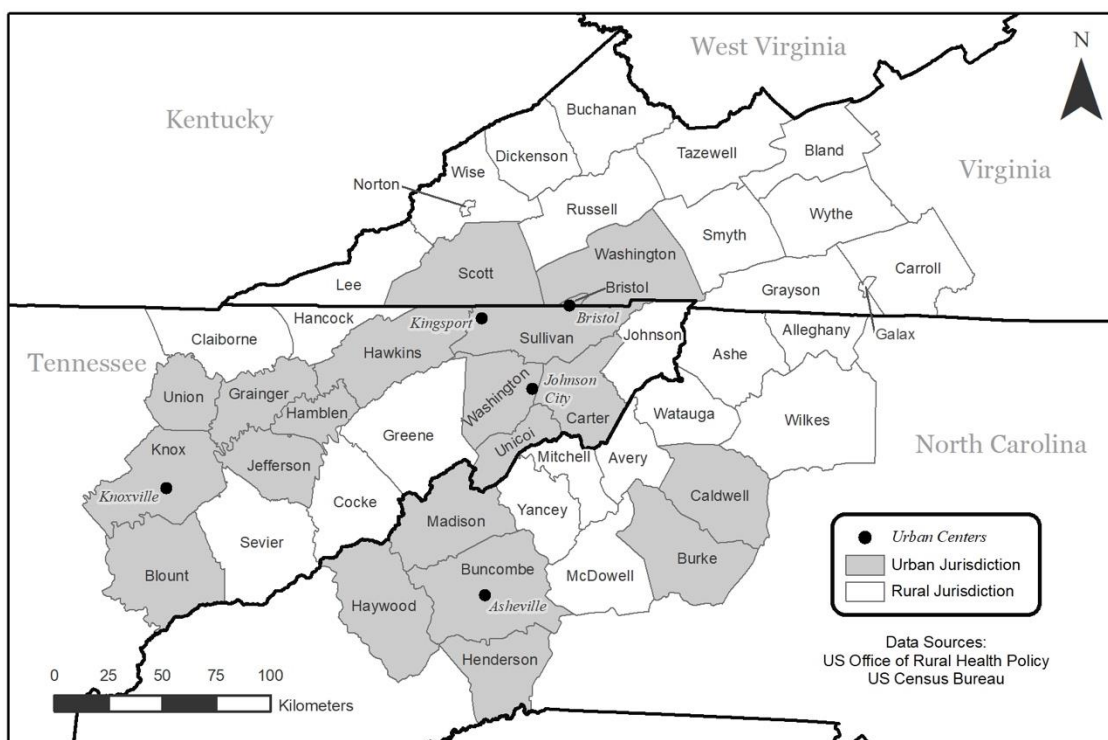 West Virginia
N
Kentucky
Buchanan
Dickenson
Tazewell
Bland
Wise
Virginia
Norton
Russell
Wythe
Smyth
Washington
Scott
Carroll
Lee
Bristol
Grayson
Hancock
Kingsport
Bristol
Galax
Claiborne
Sullivan
Johnson
Alleghany
Tennessee
Hawkins
Ashe
Union
Grainger
Washington
Johnson
City
Hamblen
Carter
Watauga
Wilkes
Greene
Unicoi
North Carolina
Knox
Jefferson
Mitchell
Avery
Knoxville
Cocke
Caldwell
Madison
Yancey
Sevier
Urban Centers
Blount
Buncombe
McDowell
Burke
Urban Jurisdiction
Haywood
Asheville
Rural Jurisdiction
Data Sources:
US Office of Rural Health Policy
US Census Bureau
Henderson
0 25 50 75 100
Kilometers